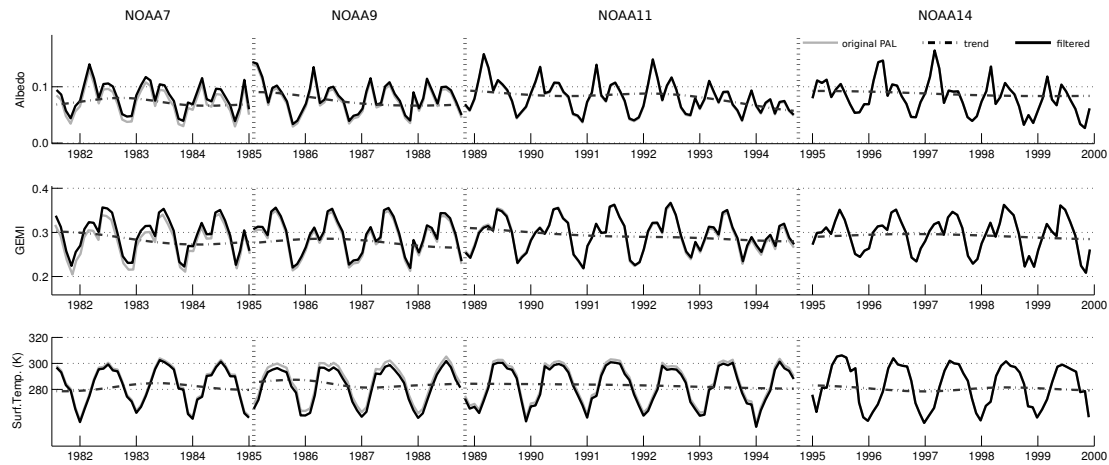 NOAA7 NOAA9 NOAA11 NOAA14
original PAL trend filtered
Albedo
0.1
0.0
1982 1983 1984 1985 1986 1987 1988 1989 1990 1991 1992 1993 1994 1995 1996 1997 1998 1999 2000
GEMI
0.4
0.3
0.2
1982 1983 1984 1985 1986 1987 1988 1989 1990 1991 1992 1993 1994 1995 1996 1997 1998 1999 2000
Surf.Temp. (K)
320
300
280
1982 1983 1984 1985 1986 1987 1988 1989 1990 1991 1992 1993 1994 1995 1996 1997 1998 1999 2000